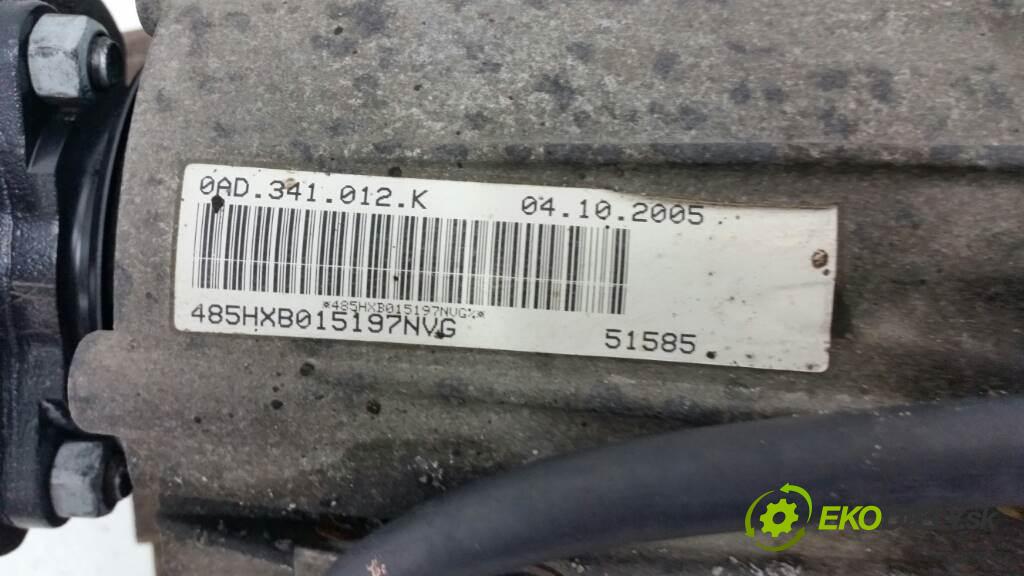 0AD.341.012.K 04.10.2005
*485HXB015197NVG%*
485HXB015197NVG 51585
EKO